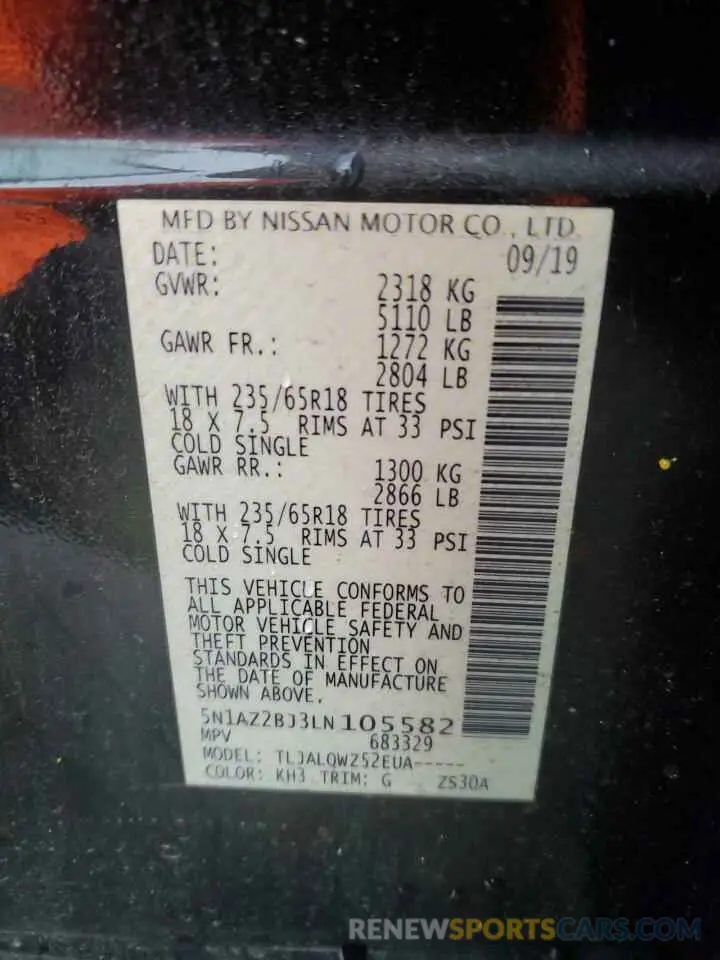 MFD BY NISSAN MOTOR CO., LTD.
DATE: 09/19
GVWR: 2318 KG
5110 LB
GAWR FR.: 1272 KG
2804 LB
WITH 235/65R18 TIRES
18 X 7.5 RIMS AT 33 PSI
COLD SINGLE
GAWR RR.: 1300 KG
2866 LB
WITH 235/65R18 TIRES
18 X 7.5 RIMS AT 33 PSI
COLD SINGLE
THIS VEHICLE CONFORMS TO
ALL APPLICABLE FEDERAL
MOTOR VEHICLE SAFETY AND
THEFT PREVENTION
STANDARDS IN EFFECT ON
THE DATE OF MANUFACTURE
SHOWN ABOVE.
5N1AZ2BJ3LN105582
MPV 683329
MODEL: TLJALQWZ52EUA-----
COLOR: KH3 TRIM: G ZS30A
RENEWSPORTSCARS.COM